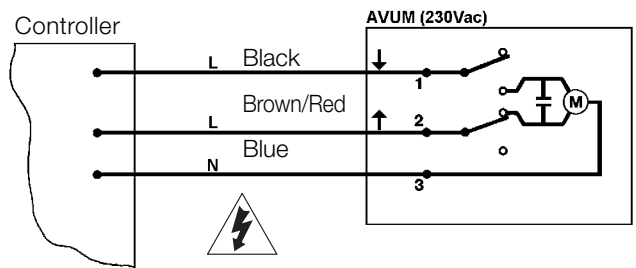 Controller
AVUM (230Vac)
L Black
1
Brown/Red
L 2
Blue
N
3
M